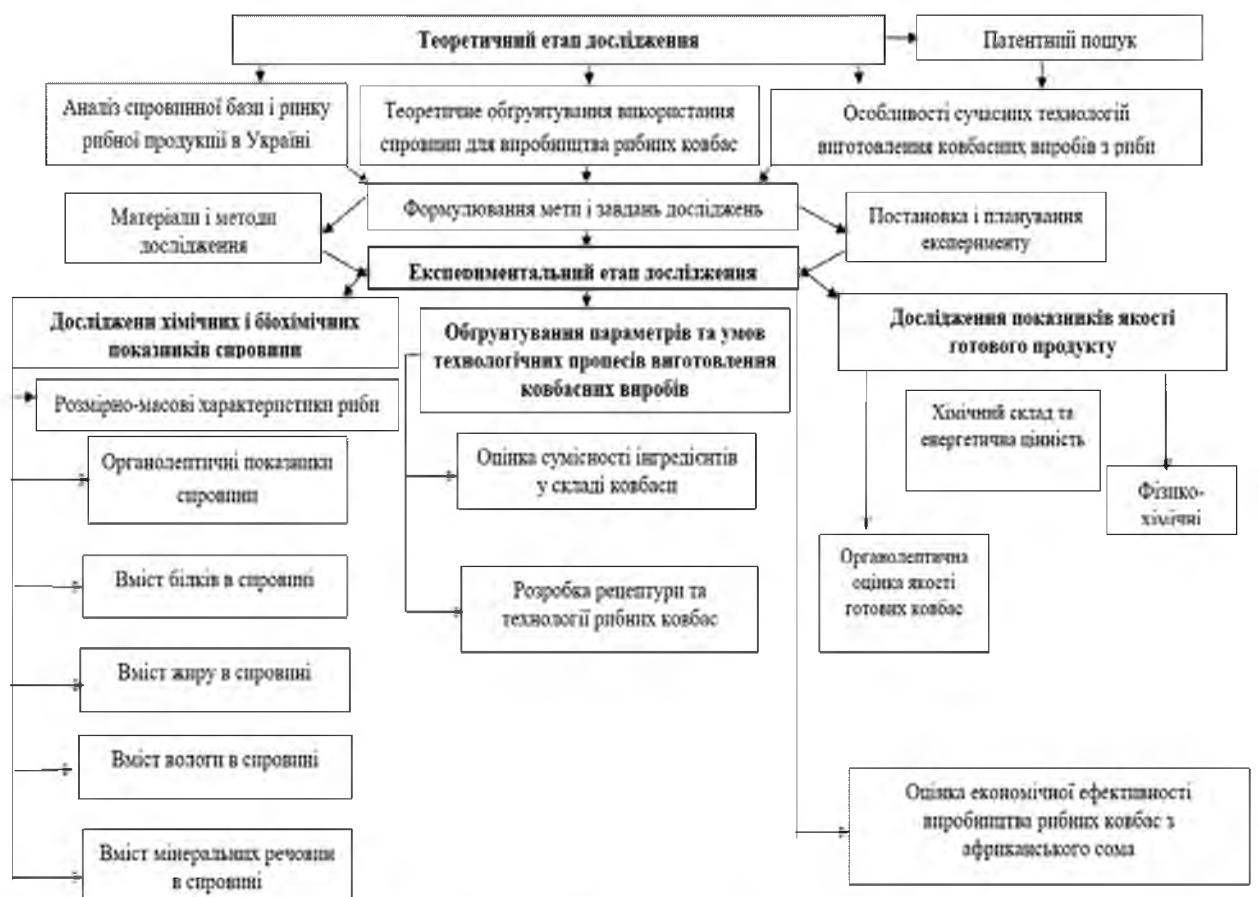 Теоретичний етап дослідження
Патентний пошук
Аналіз сировинної бази і ринку
рибної продукції в Україні
Теоретичне обґрунтування використання
сировини для виробництва рибних ковбас
Особливості сучасних технологій
виготовлення ковбасних виробів з риби
Матеріали і методи
дослідження
Формулювання мети і завдань досліджень
Постановка і планування
експерименту
Експериментальний етап дослідження
Дослідженн хімічних і біохімічних
показників сировини
Обґрунтування параметрів та умов
технологічних процесів виготовлення
ковбасних виробів
Дослідження показників якості
готового продукту
Розмірно-масові характеристики риби
Органолептичні показники
сировини
Вміст білків в сировині
Вміст жиру в сировині
Вміст вологи в сировині
Вміст мінеральних речовин
в сировині
Оцінка сумісності інгредієнтів
у складі ковбаси
Розробка рецептури та
технології рибних ковбас
Хімічний склад та
енергетична цінність
Фізико-
хімічні
Органолептична
оцінка якості
готових ковбас
Оцінка економічної ефективності
виробництва рибних ковбас з
африканського сома